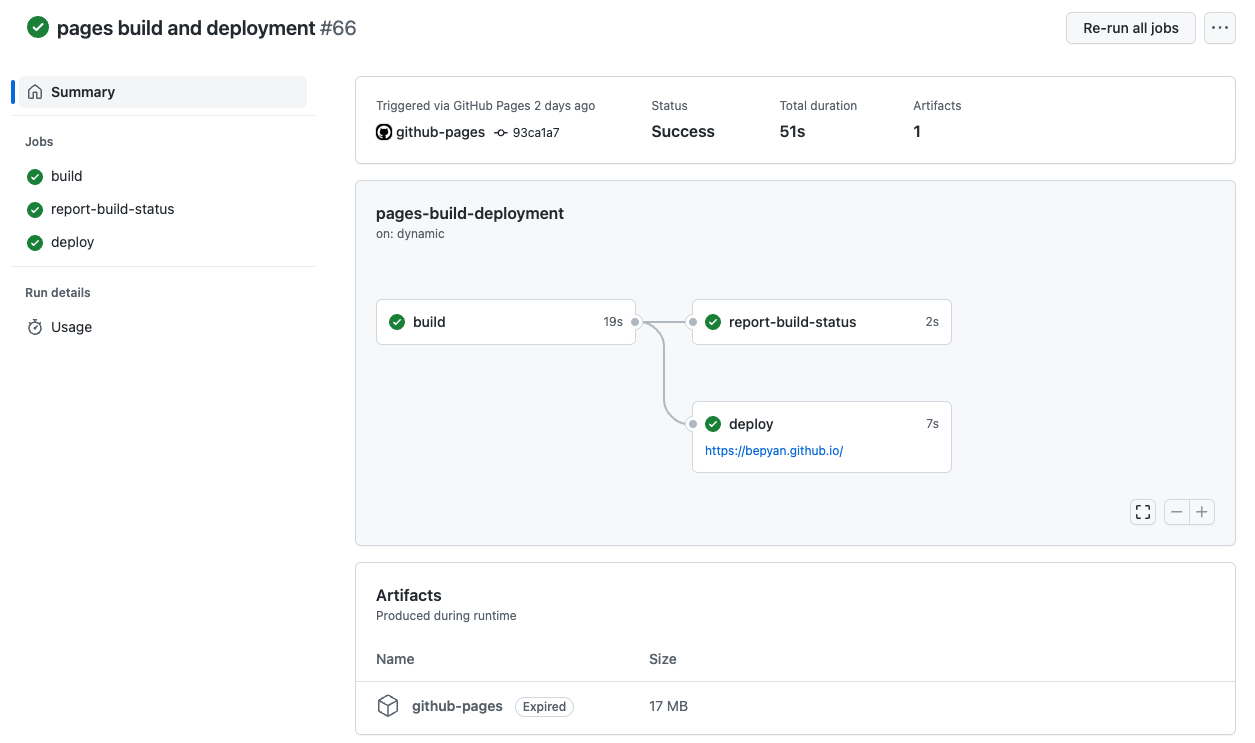 pages build and deployment #66
Re-run all jobs
Summary
Jobs
build
report-build-status
deploy
Run details
Usage
Triggered via GitHub Pages 2 days ago
github-pages 93ca1a7
Status
Success
Total duration
51s
Artifacts
1
pages-build-deployment
on: dynamic
build 19s
report-build-status 2s
deploy 7s
https://bepyan.github.io/
Artifacts
Produced during runtime
Name Size
github-pages Expired 17 MB